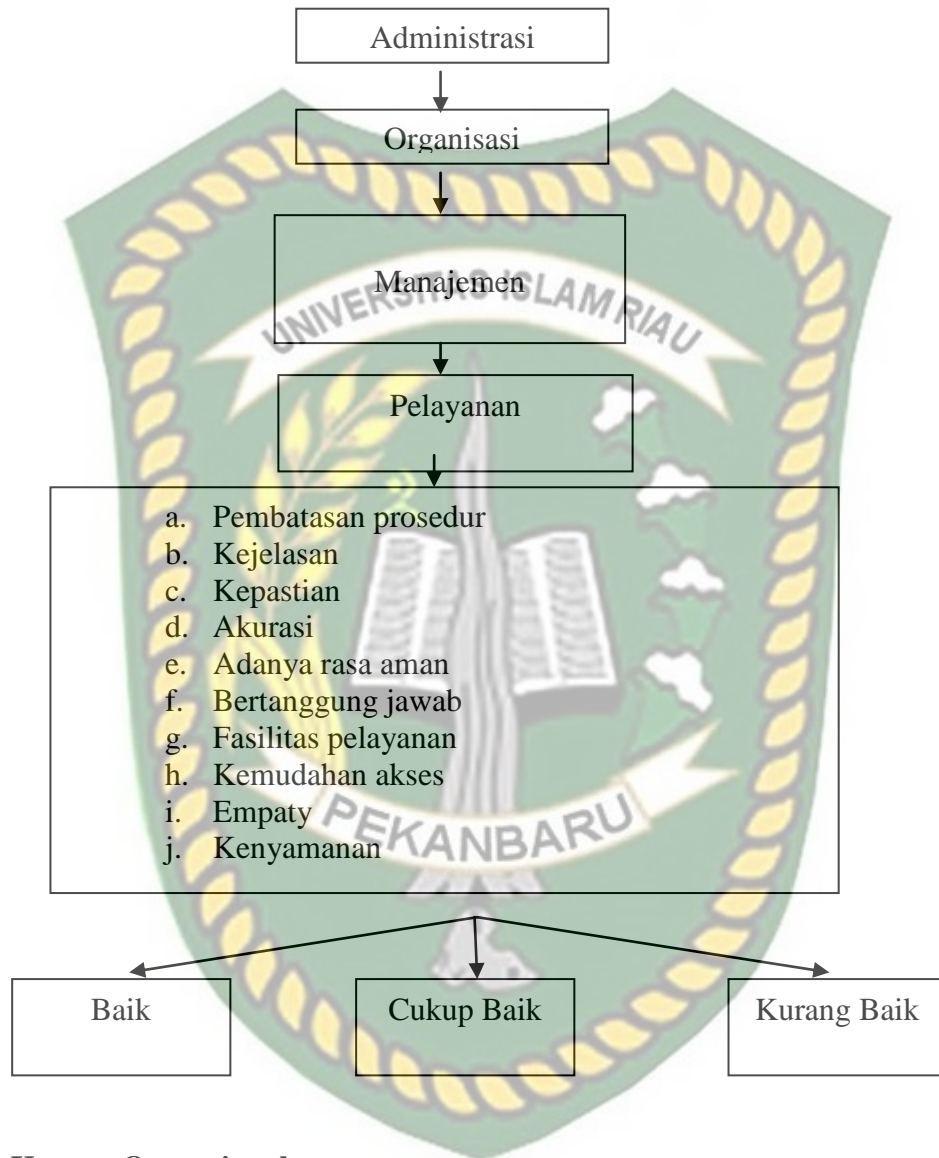 Administrasi
Organisasi
Manajemen
UNIVERSITAS ISLAM RIAU
Pelayanan
a. Pembatasan prosedur
b. Kejelasan
c. Kepastian
d. Akurasi
e. Adanya rasa aman
f. Bertanggung jawab
g. Fasilitas pelayanan
h. Kemudahan akses
i. Empaty
j. Kenyamanan
PEKANBARU
Baik
Cukup Baik
Kurang Baik